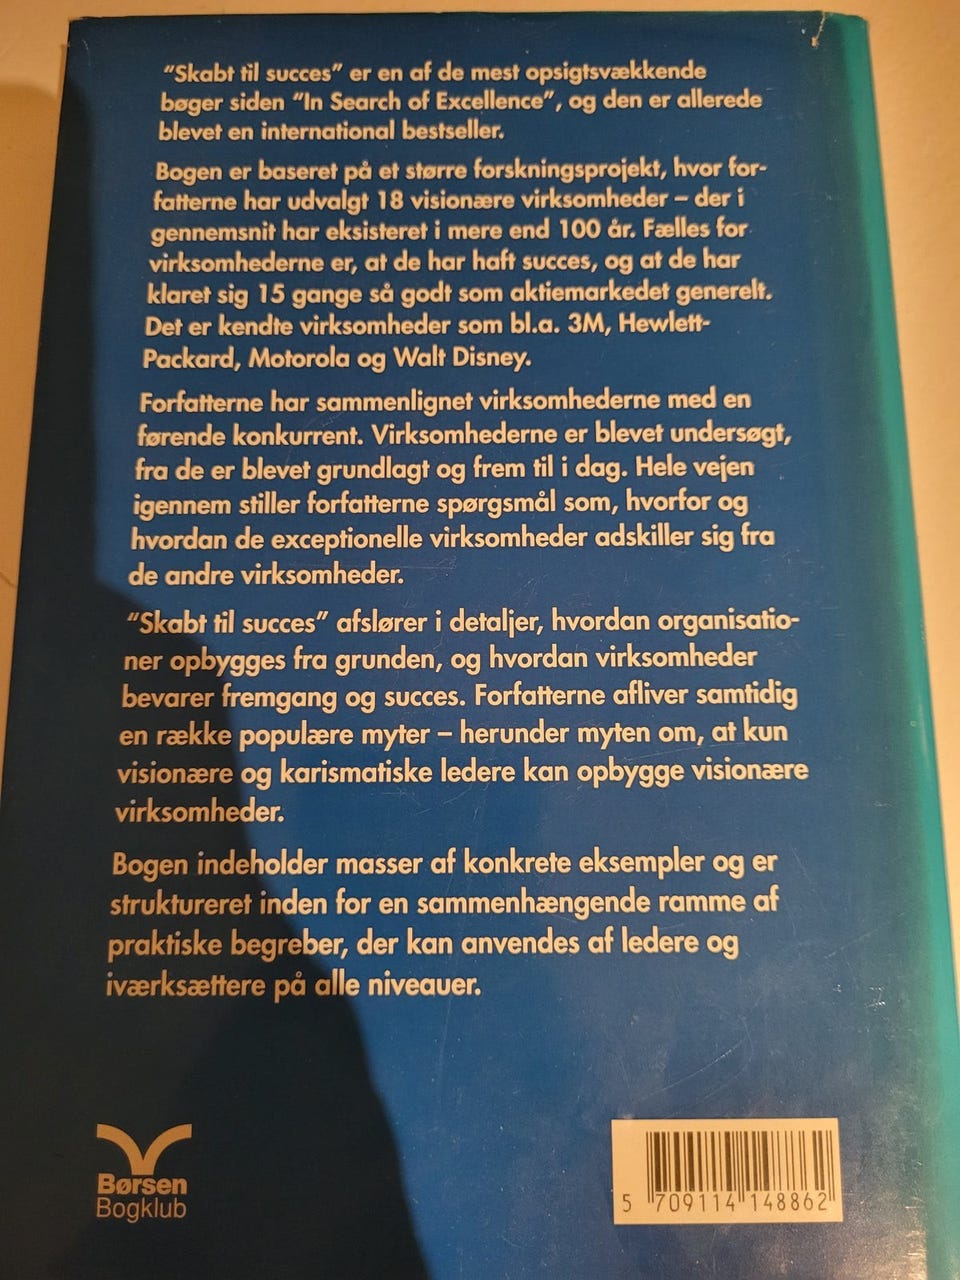 “Skabt til succes” er en af de mest opsigtsvækkende
bøger siden “In Search of Excellence”, og den er allerede
blevet en international bestseller.
Bogen er baseret på et større forskningsprojekt, hvor for-
fatterne har udvalgt 18 visionære virksomheder – der i
gennemsnit har eksisteret i mere end 100 år. Fælles for
virksomhederne er, at de har haft succes, og at de har
klaret sig 15 gange så godt som aktiemarkedet generelt.
Det er kendte virksomheder som bl.a. 3M, Hewlett-
Packard, Motorola og Walt Disney.
Forfatterne har sammenlignet virksomhederne med en
førende konkurrent. Virksomhederne er blevet undersøgt,
fra de er blevet grundlagt og frem til i dag. Hele vejen
igennem stiller forfatterne spørgsmål som, hvorfor og
hvordan de exceptionelle virksomheder adskiller sig fra
de andre virksomheder.
“Skabt til succes” afslører i detaljer, hvordan organisatio-
ner opbygges fra grunden, og hvordan virksomheder
bevarer fremgang og succes. Forfatterne afliver samtidig
en række populære myter – herunder myten om, at kun
visionære og karismatiske ledere kan opbygge visionære
virksomheder.
Bogen indeholder masser af konkrete eksempler og er
struktureret inden for en sammenhængende ramme af
praktiske begreber, der kan anvendes af ledere og
iværksættere på alle niveauer.
Børsen
Bogklub
5 709114 148862